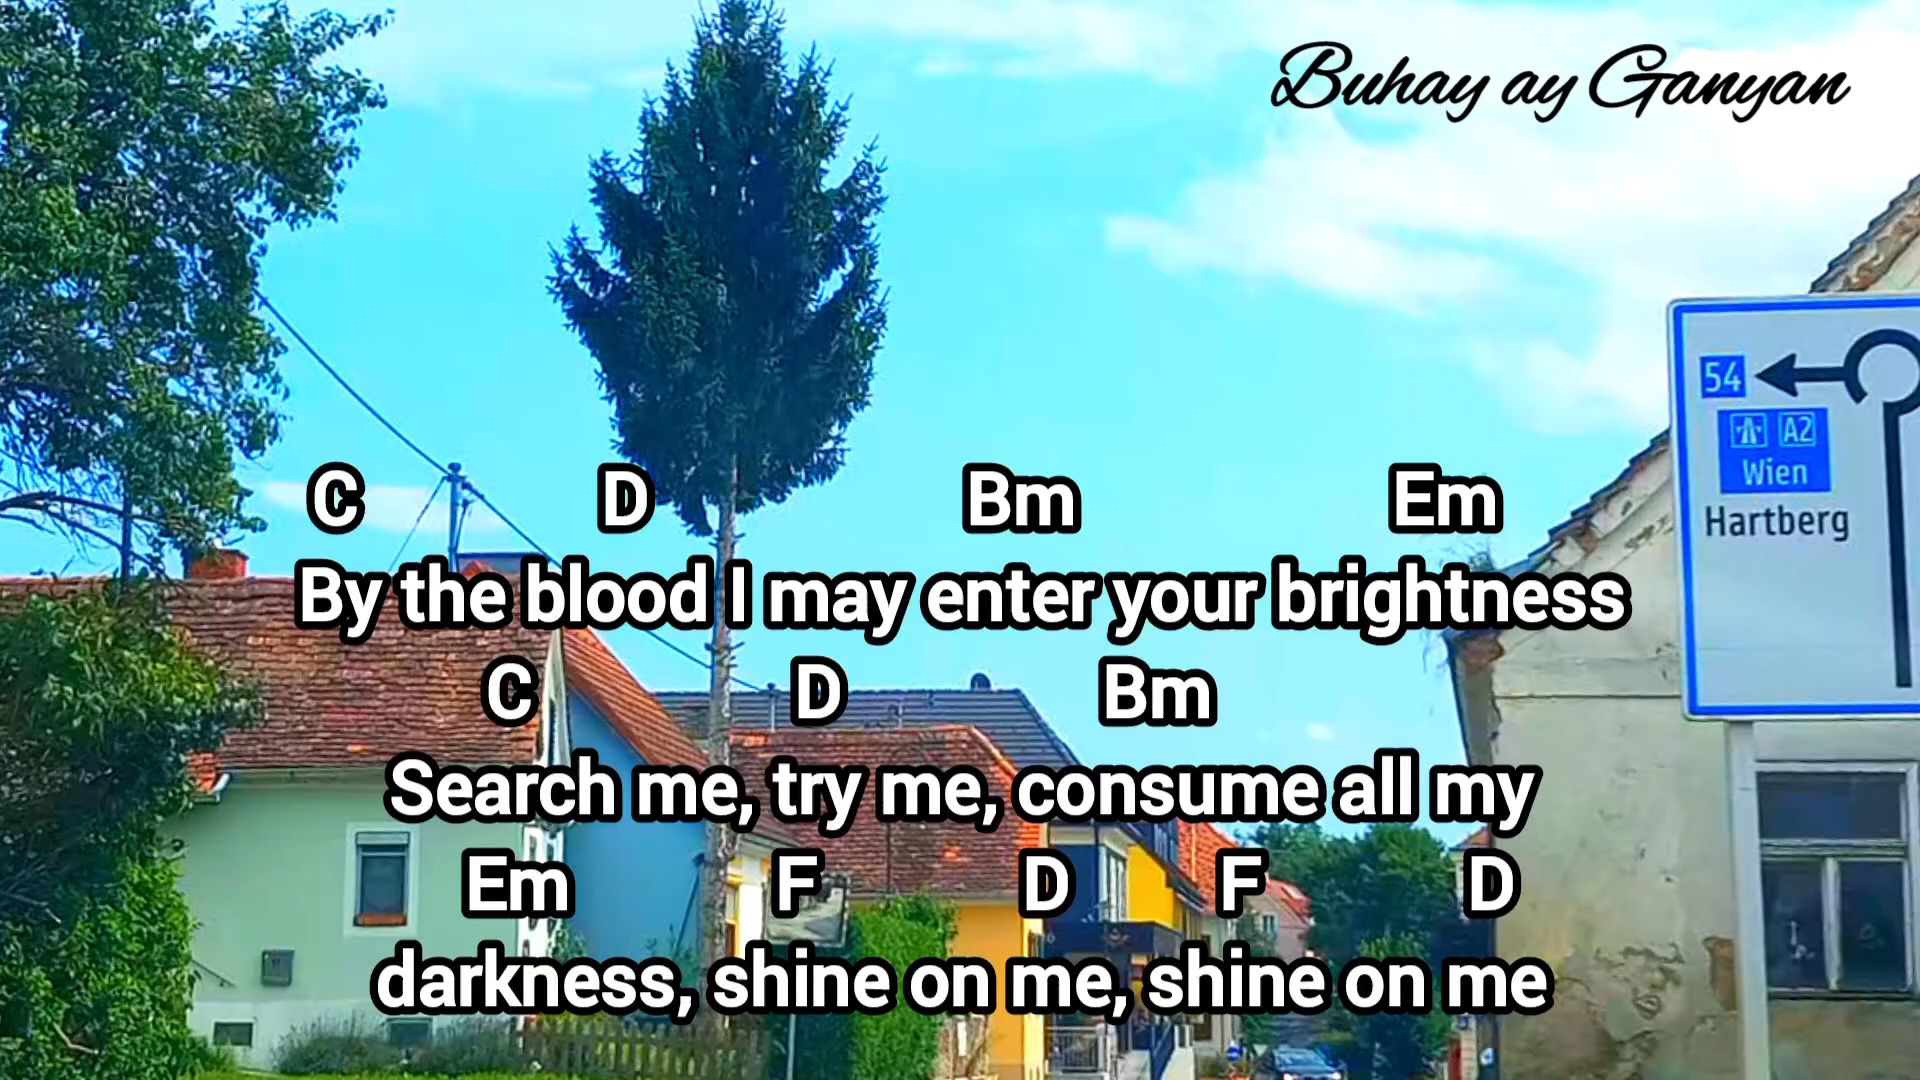 Buhay ay Ganyan
54
A2
Wien
Hartberg
C D Bm Em
By the blood I may enter your brightness
C D Bm
Search me, try me, consume all my
Em F D F D
darkness, shine on me, shine on me